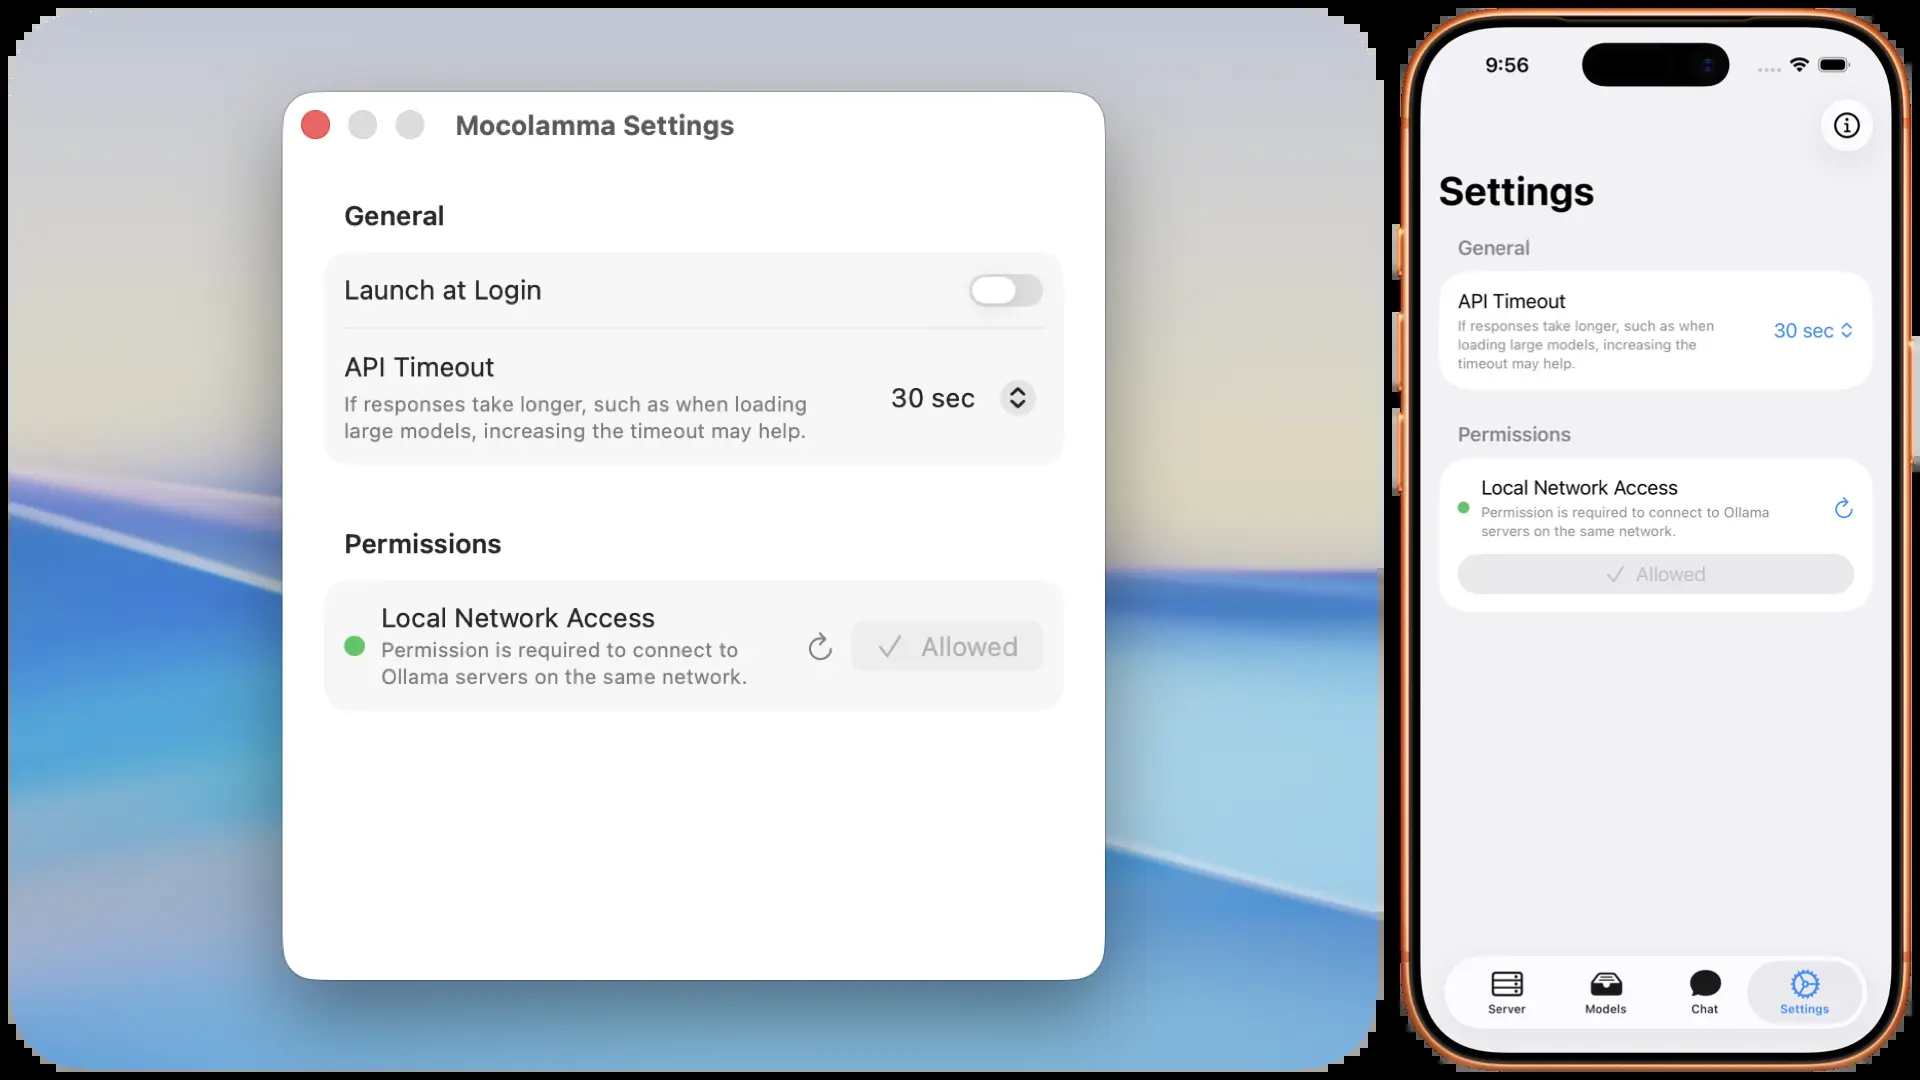 Mocolamma Settings
General
Launch at Login
API Timeout
If responses take longer, such as when loading
large models, increasing the timeout may help.
30 sec
Permissions
Local Network Access
Permission is required to connect to
Ollama servers on the same network.
Allowed
9:56
Settings
General
API Timeout
If responses take longer, such as when
loading large models, increasing the
timeout may help.
30 sec
Permissions
Local Network Access
Permission is required to connect to Ollama
servers on the same network.
Allowed
Server
Models
Chat
Settings